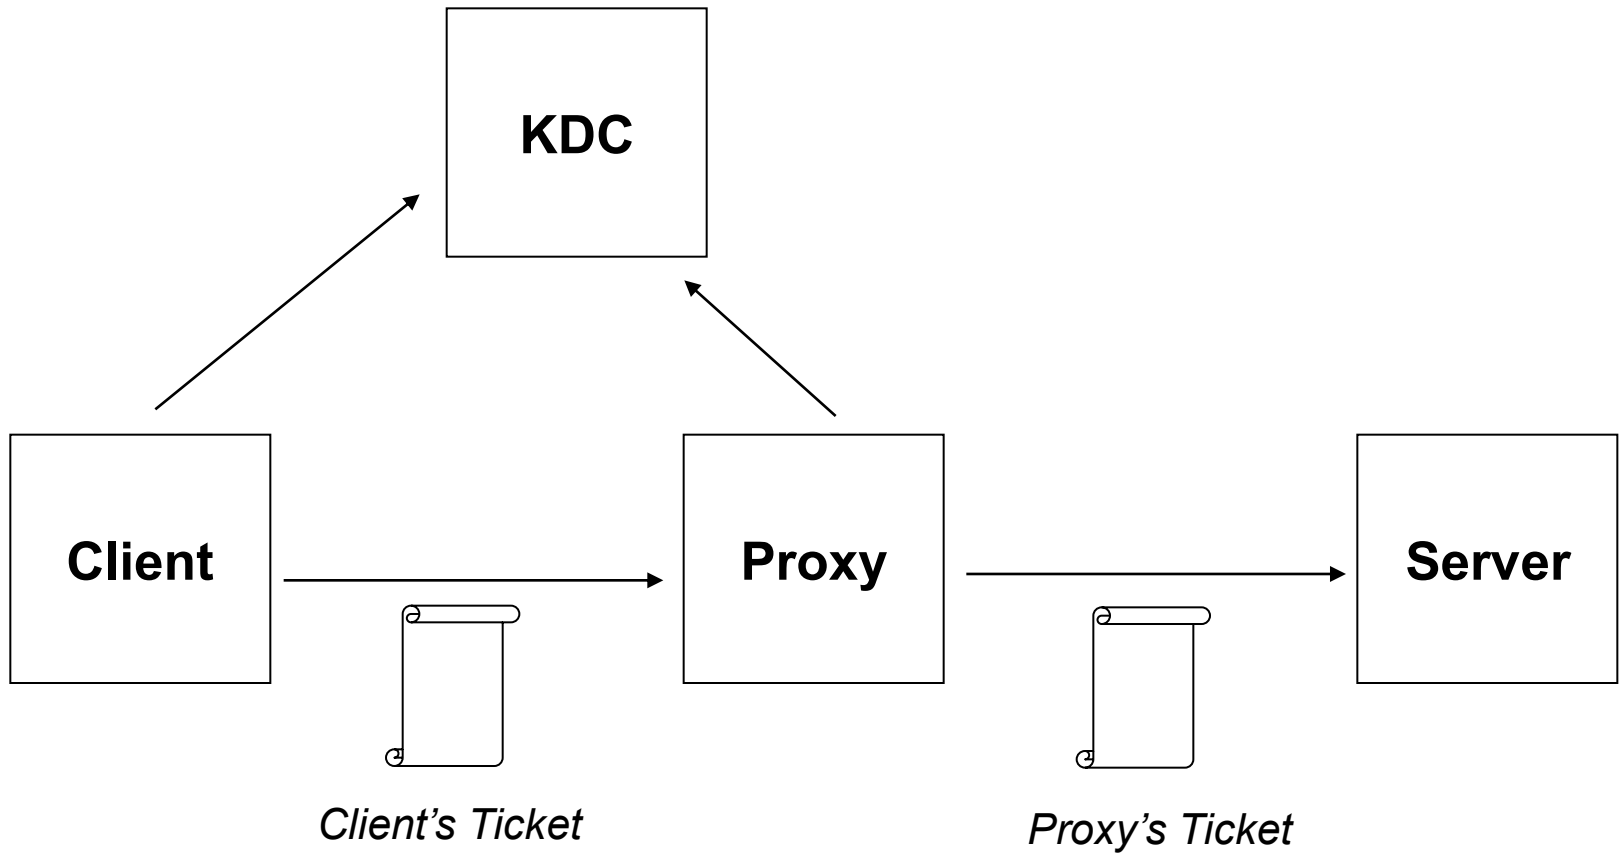 KDC
Client
Proxy
Server
Client’s Ticket
Proxy’s Ticket